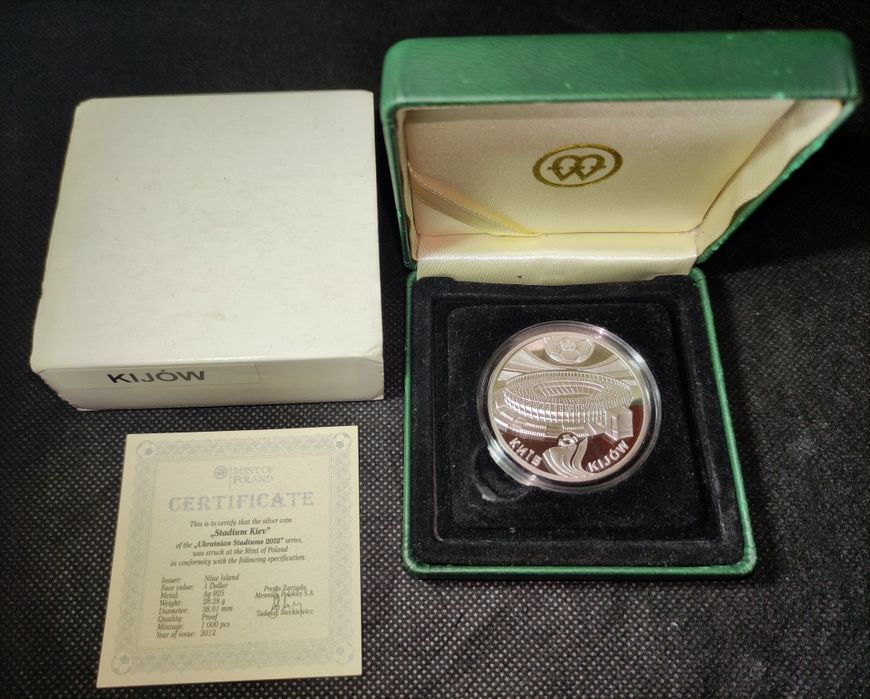 KIJÓW
КИЇВ
KIJÓW
MINT OF
POLAND
CERTIFICATE
This is to certify that the silver coin
„Stadium Kiev”
of the „Ukrainian Stadiums 2012” series,
was struck at the Mint of Poland
in conformity with the following specification:
Issuer: Niue Island
Face value: 1 Dollar
Metal: Ag 925
Weight: 28.28 g
Diameter: 38.61 mm
Quality: Proof
Mintage: 1 000 pcs
Year of issue: 2012
Prezes Zarządu
Mennicy Polskiej S.A.
Tadeusz Steckiewicz